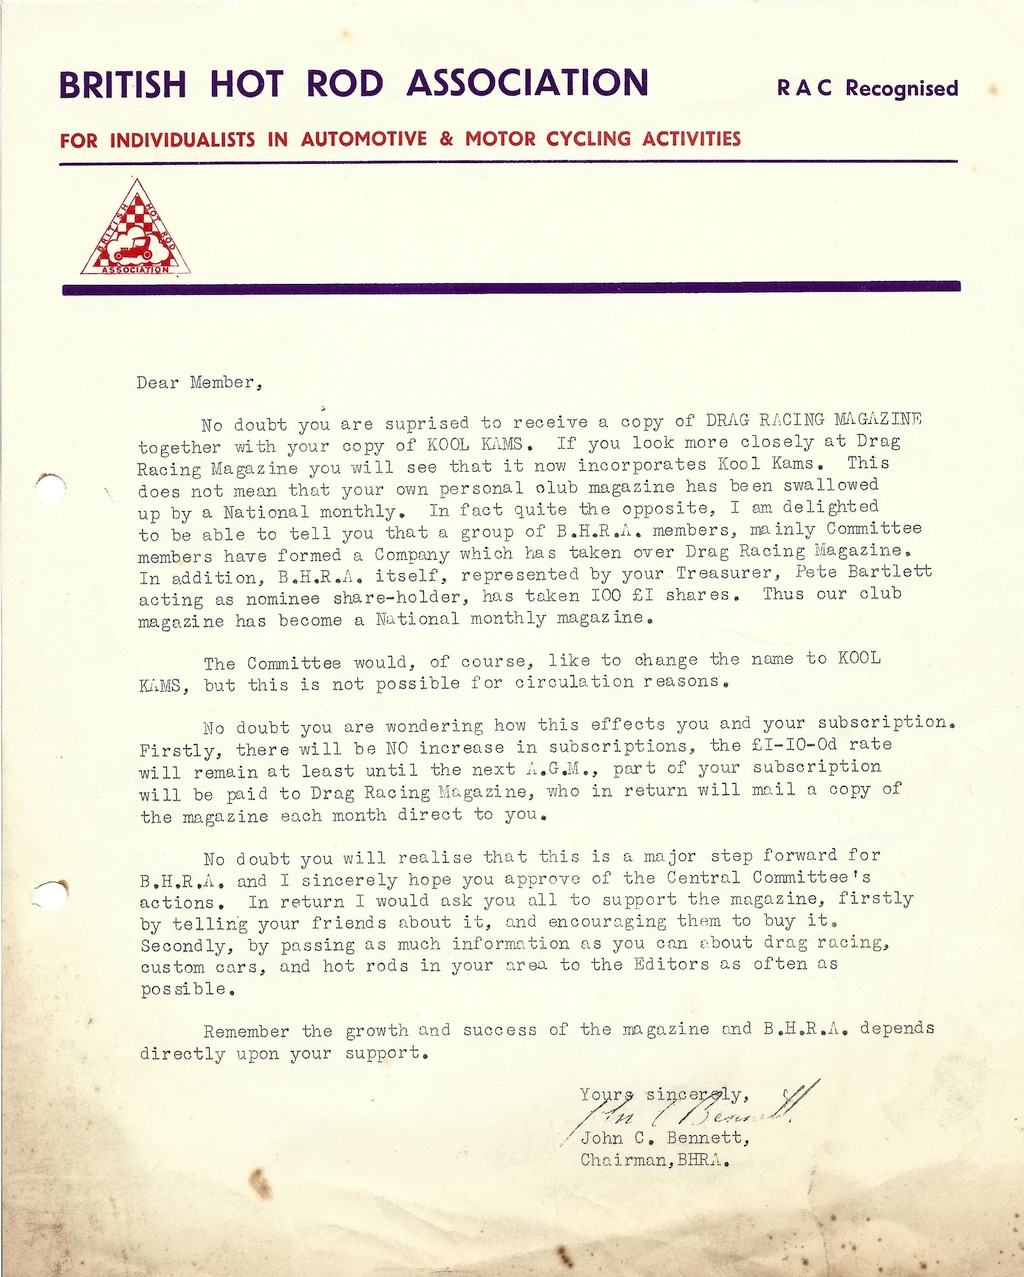 BRITISH HOT ROD ASSOCIATION
RAC Recognised
FOR INDIVIDUALISTS IN AUTOMOTIVE & MOTOR CYCLING ACTIVITIES
BRITISH HOT ROD
ASSOCIATION
Dear Member,
No doubt you are suprised to receive a copy of DRAG RACING MAGAZINE
together with your copy of KOOL KAMS. If you look more closely at Drag
Racing Magazine you will see that it now incorporates Kool Kams. This
does not mean that your own personal club magazine has been swallowed
up by a National monthly. In fact quite the opposite, I am delighted
to be able to tell you that a group of B.H.R.A. members, mainly Committee
members have formed a Company which has taken over Drag Racing Magazine.
In addition, B.H.R.A. itself, represented by your Treasurer, Pete Bartlett
acting as nominee share-holder, has taken I00 £I shares. Thus our club
magazine has become a National monthly magazine.
The Committee would, of course, like to change the name to KOOL
KAMS, but this is not possible for circulation reasons.
No doubt you are wondering how this effects you and your subscription.
Firstly, there will be NO increase in subscriptions, the £I-I0-0d rate
will remain at least until the next A.G.M., part of your subscription
will be paid to Drag Racing Magazine, who in return will mail a copy of
the magazine each month direct to you.
No doubt you will realise that this is a major step forward for
B.H.R.A. and I sincerely hope you approve of the Central Committee's
actions. In return I would ask you all to support the magazine, firstly
by telling your friends about it, and encouraging them to buy it.
Secondly, by passing as much information as you can about drag racing,
custom cars, and hot rods in your area to the Editors as often as
possible.
Remember the growth and success of the magazine and B.H.R.A. depends
directly upon your support.
Yours sincerely,
John C Bennett
John C. Bennett,
Chairman,BHRA.